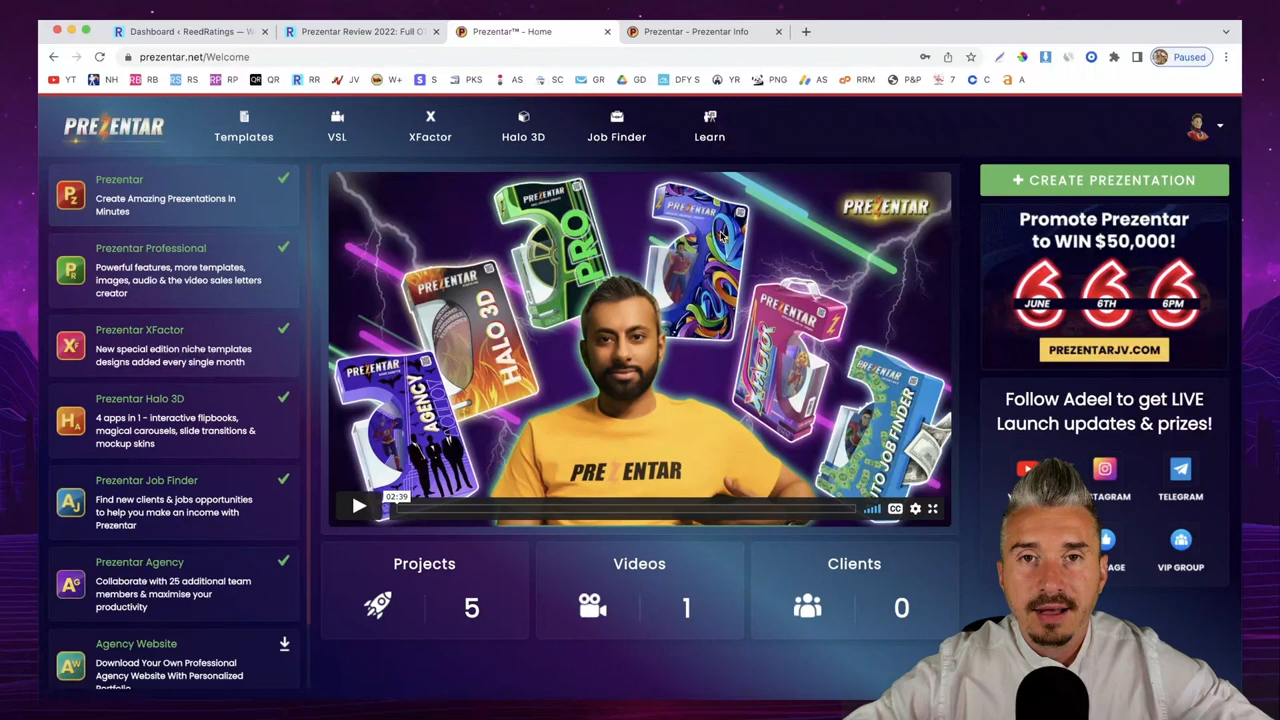 Dashboard ‹ ReedRatings — W
Prezentar Review 2022: Full O
Prezentar™ - Home
Prezentar - Prezentar Info
prezentar.net/Welcome
Paused
YT
NH
RB
RS
RP
QR
QR
RR
JV
W+
S
PKS
AS
SC
GR
GD
DFY S
YR
PNG
AS
RRM
P&P
7
C
A
PREZENTAR
Templates
VSL
XFactor
Halo 3D
Job Finder
Learn
Prezentar
Create Amazing Prezentations In
Minutes
Prezentar Professional
Powerful features, more templates,
images, audio & the video sales letters
creator
Prezentar XFactor
New special edition niche templates
designs added every single month
Prezentar Halo 3D
4 apps in 1 - interactive flipbooks,
magical carousels, slide transitions &
mockup skins
Prezentar Job Finder
Find new clients & jobs opportunities
to help you make an income with
Prezentar
Prezentar Agency
Collaborate with 25 additional team
members & maximise your
productivity
Agency Website
Download Your Own Professional
Agency Website With Personalized
Portfolio
PREZENTAR
PREZENTAR
PRO
PREZENTAR
PREZENTAR
HALO 3D
PREZENTAR
XFACTOR
PREZENTAR
AGENCY
PREZENTAR
AUTO JOB FINDER
PREZENTAR
02:39
CC
Projects
5
Videos
1
Clients
0
+ CREATE PREZENTATION
Promote Prezentar
to WIN $50,000!
6 6 6
JUNE
6TH
6PM
PREZENTARJV.COM
Follow Adeel to get LIVE
Launch updates & prizes!
TELEGRAM
VIP GROUP